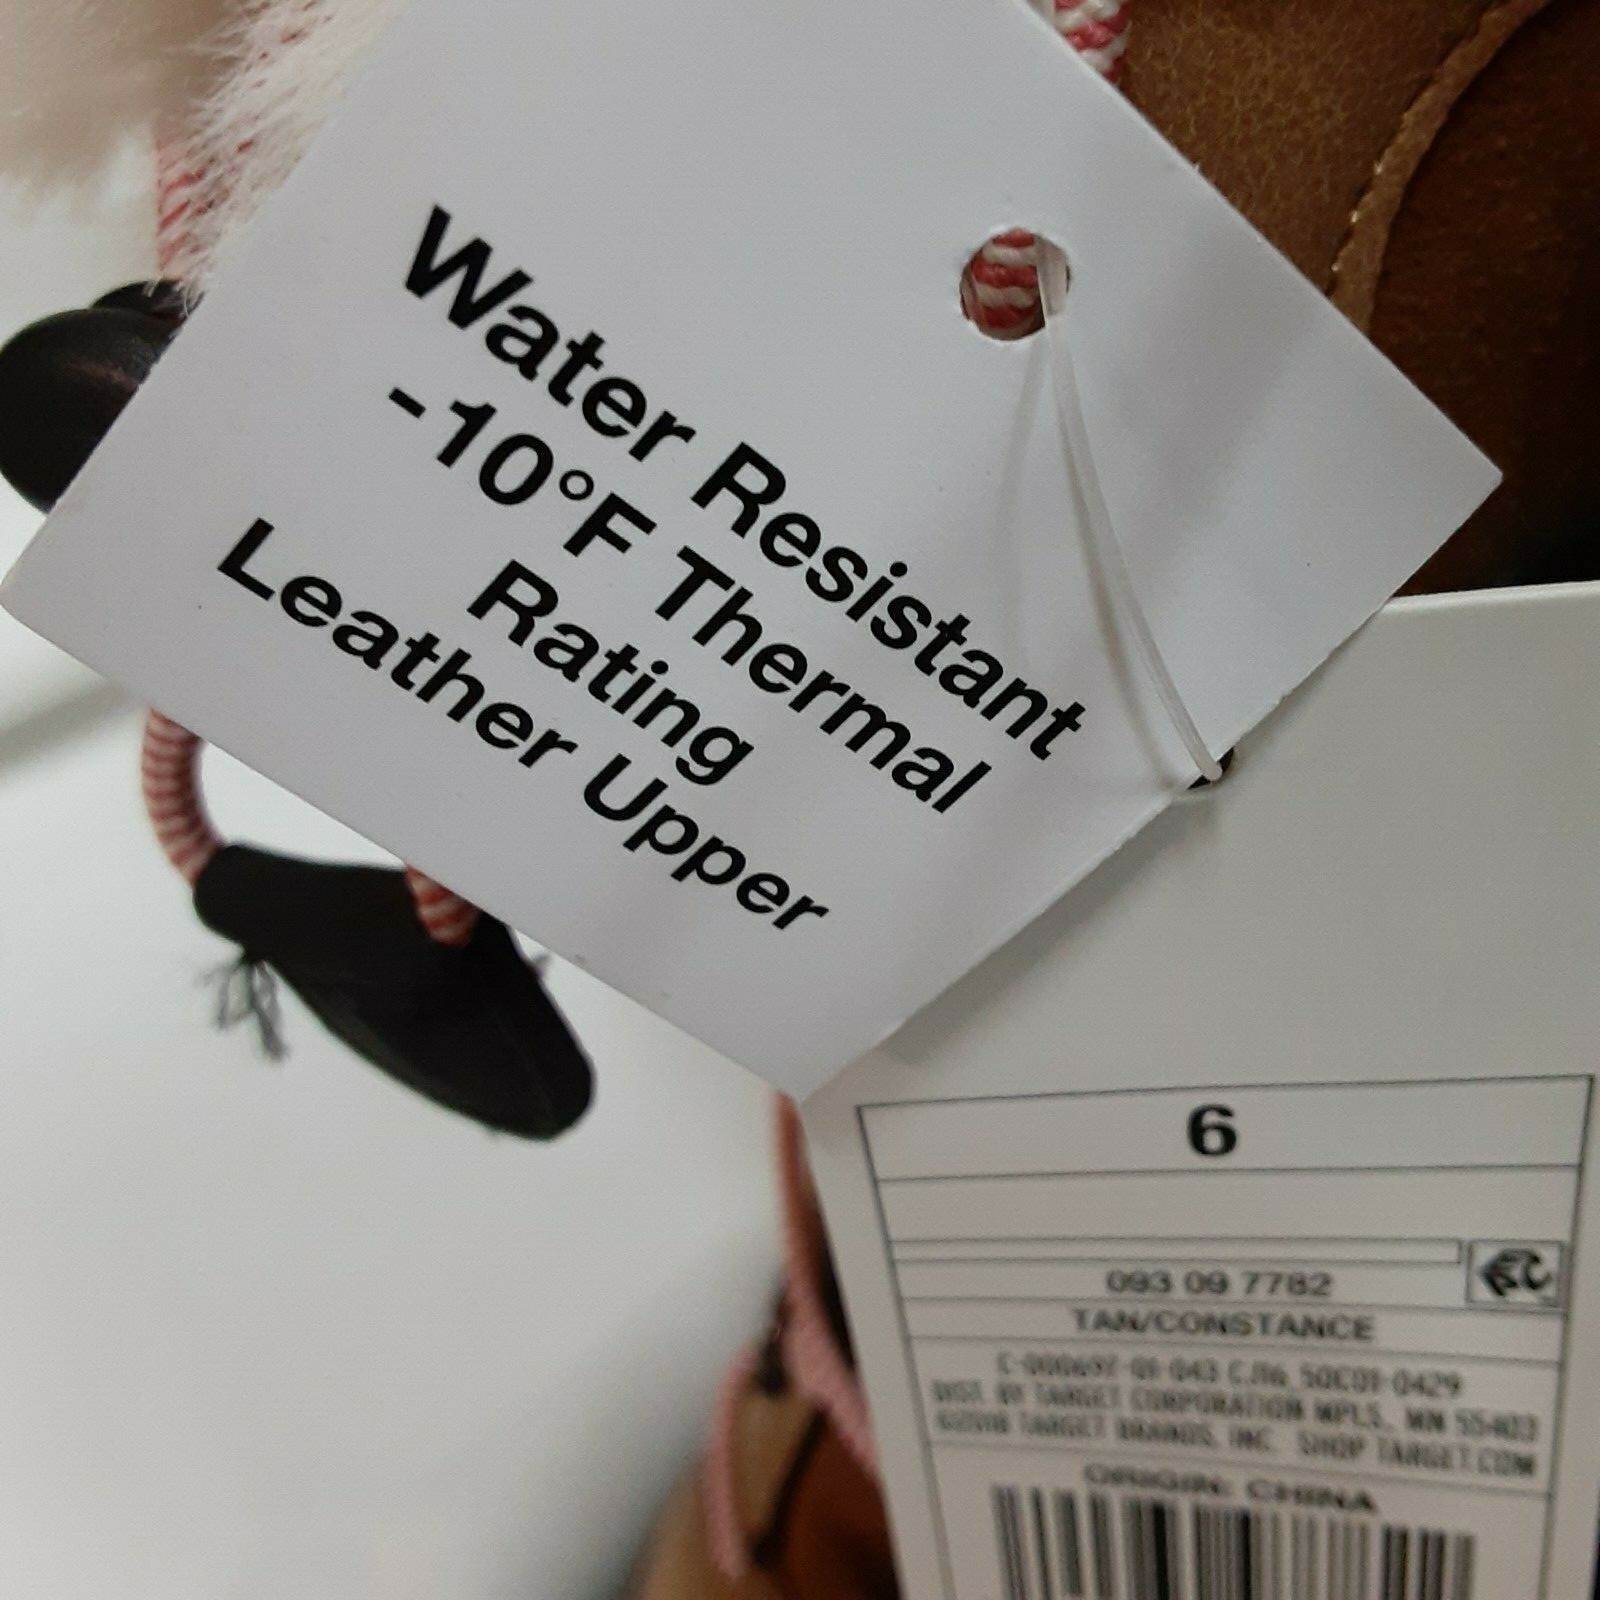 Water Resistant
-10°F Thermal
Rating
Leather Upper
6
093 09 7782
TAN/CONSTANCE
DIST. BY TARGET CORPORATION MPLS., MN 55403
©2018 TARGET BRANDS, INC. SHOP TARGET.COM
ORIGIN: CHINA